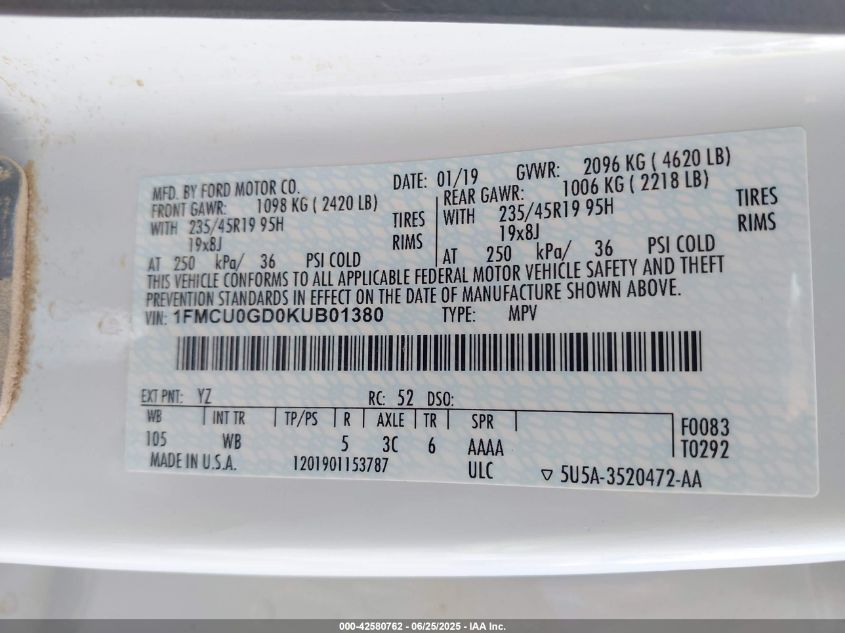 MFD. BY FORD MOTOR CO. DATE: 01/19 GVWR: 2096 KG ( 4620 LB)
FRONT GAWR: 1098 KG ( 2420 LB) REAR GAWR: 1006 KG ( 2218 LB)
WITH 235/45R19 95H TIRES WITH 235/45R19 95H TIRES
19x8J RIMS 19x8J RIMS
AT 250 kPa/ 36 PSI COLD AT 250 kPa/ 36 PSI COLD
THIS VEHICLE CONFORMS TO ALL APPLICABLE FEDERAL MOTOR VEHICLE SAFETY AND THEFT
PREVENTION STANDARDS IN EFFECT ON THE DATE OF MANUFACTURE SHOWN ABOVE.
VIN: 1FMCU0GD0KUB01380 TYPE: MPV
EXT PNT: YZ RC: 52 DSO:
WB INT TR TP/PS R AXLE TR SPR F0083
105 WB 5 3C 6 AAAA T0292
MADE IN U.S.A. 1201901153787 ULC ▽ 5U5A-3520472-AA
000-42580762 - 06/25/2025 - IAA Inc.